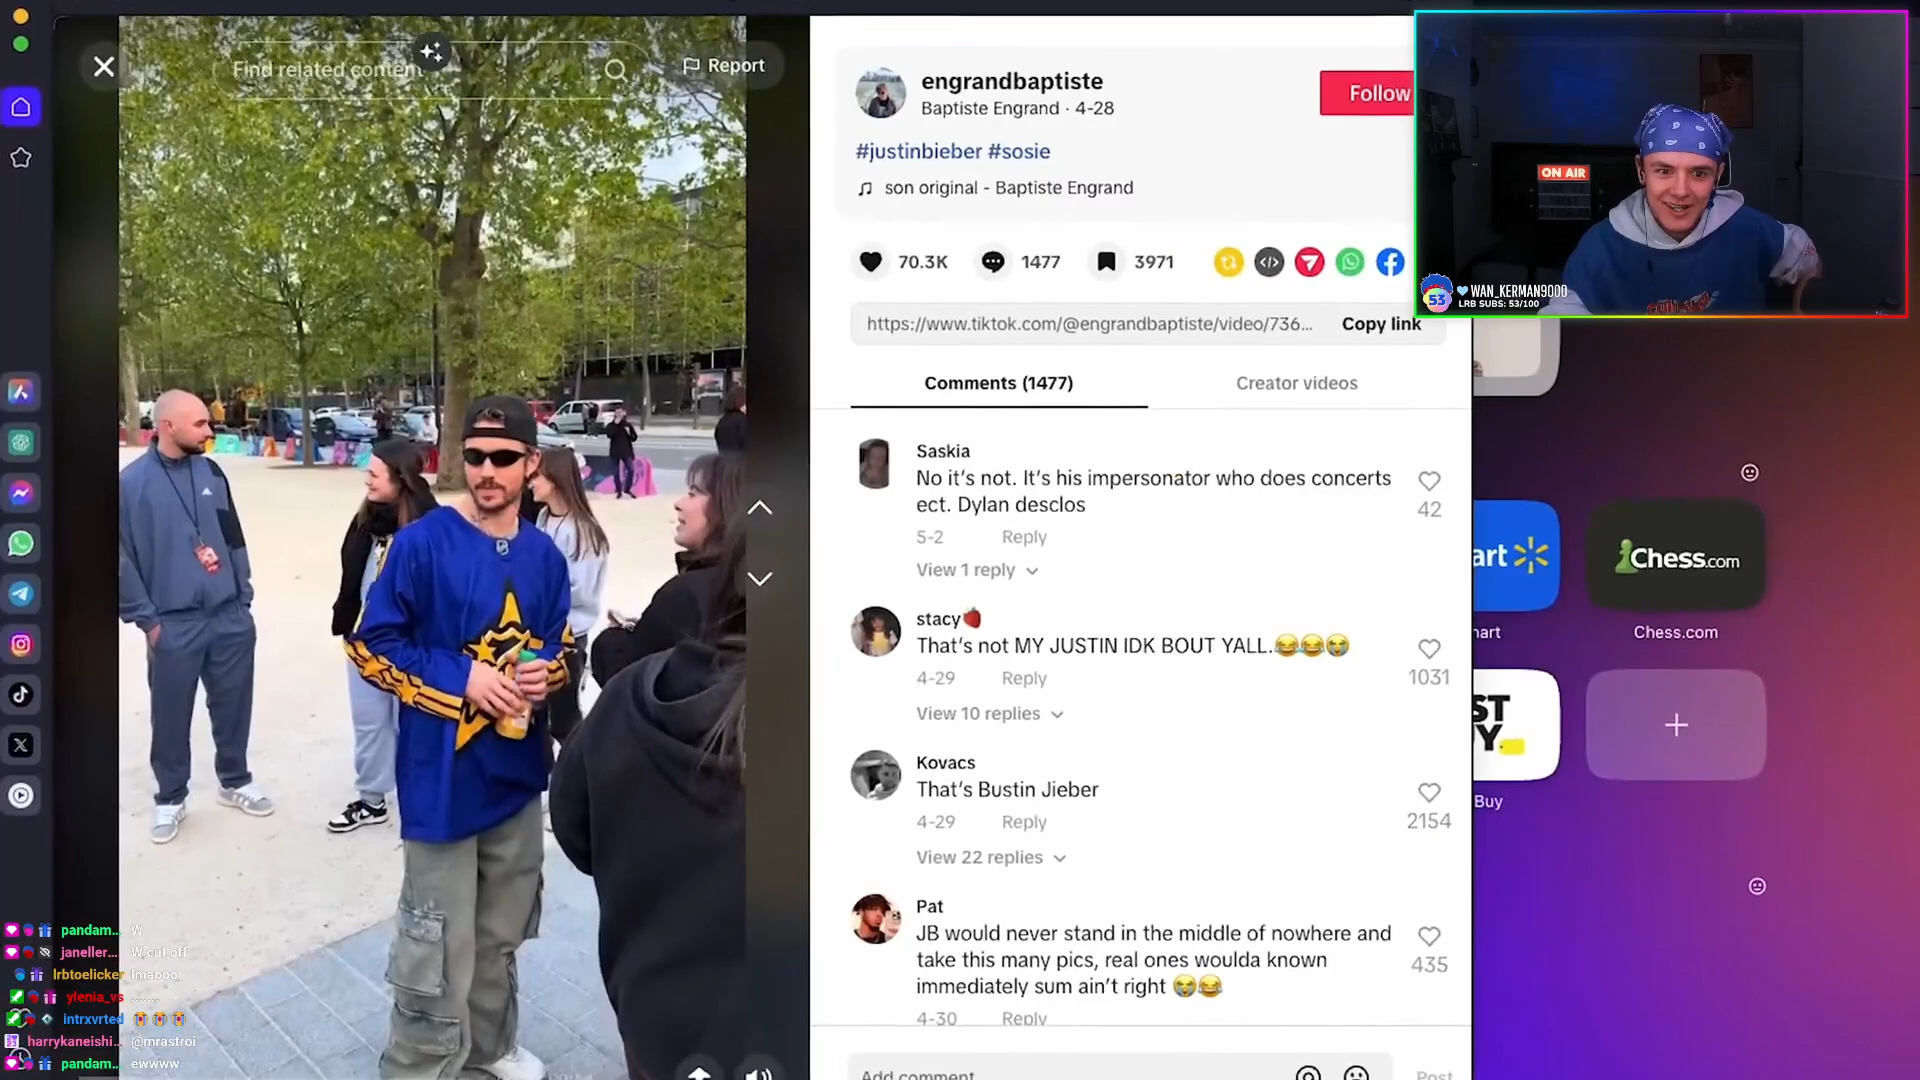 Find related content
Report
engrandbaptiste
Baptiste Engrand · 4-28
Follow
#justinbieber #sosie
son original - Baptiste Engrand
70.3K
1477
3971
https://www.tiktok.com/@engrandbaptiste/video/736...
Copy link
Comments (1477)
Creator videos
Saskia
No it's not. It's his impersonator who does concerts
ect. Dylan desclos
42
5-2
Reply
View 1 reply
stacy🍓
That's not MY JUSTIN IDK BOUT YALL.😂😂😭
1031
4-29
Reply
View 10 replies
Kovacs
That's Bustin Jieber
2154
4-29
Reply
View 22 replies
Pat
JB would never stand in the middle of nowhere and
take this many pics, real ones woulda known
immediately sum ain't right 😭😂
435
4-30
Reply
Add comment...
Post
ON AIR
53
WAN_KERMAN9000
LRB SUBS: 53/100
art
Chess.com
mart
Chess.com
ST
Y
Buy
pandam... W
janeller... W cut off
lrbtoelicker lmaooo
ylenia_vs .......
intrxvrted 😭😭😭
harrykaneishi... @mrastroi
pandam... ewwww